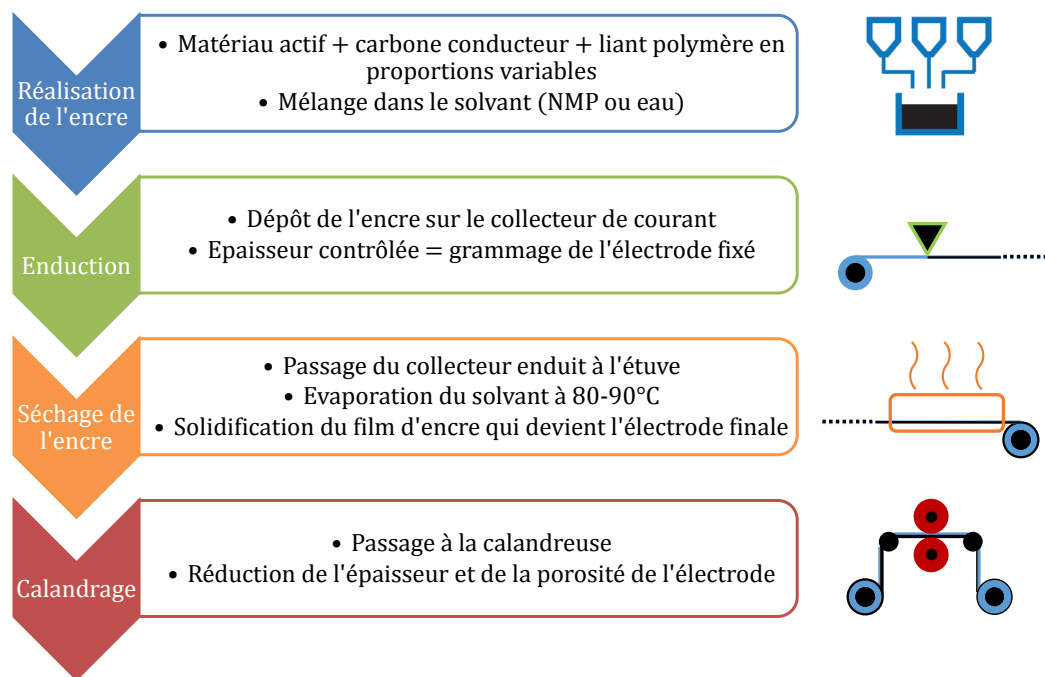 Réalisation
de l'encre
• Matériau actif + carbone conducteur + liant polymère en
proportions variables
• Mélange dans le solvant (NMP ou eau)
Enduction
• Dépôt de l'encre sur le collecteur de courant
• Epaisseur contrôlée = grammage de l'électrode fixé
Séchage de
l'encre
• Passage du collecteur enduit à l'étuve
• Evaporation du solvant à 80-90°C
• Solidification du film d'encre qui devient l'électrode finale
Calandrage
• Passage à la calandreuse
• Réduction de l'épaisseur et de la porosité de l'électrode